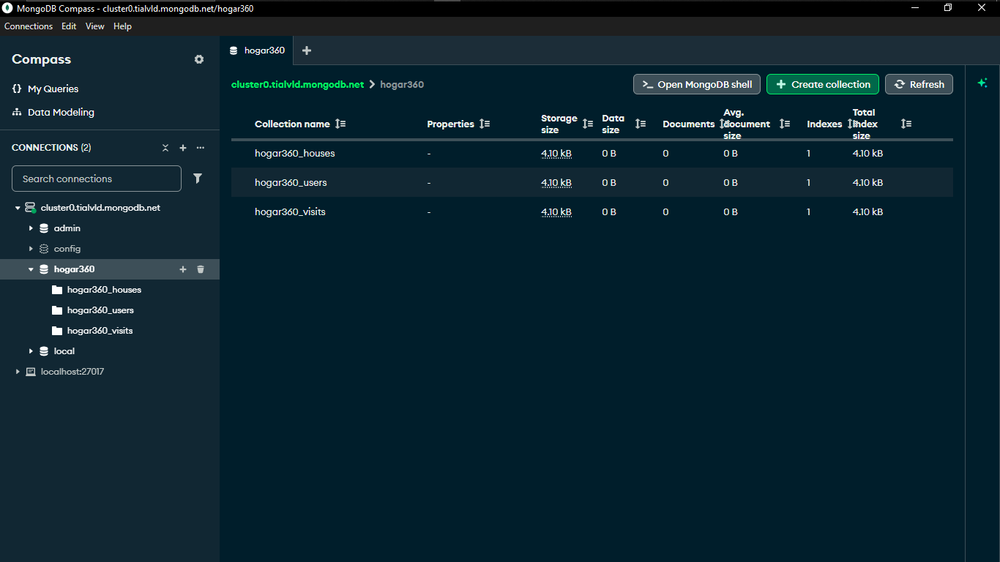 MongoDB Compass - cluster0.tialvld.mongodb.net/hogar360
Connections Edit View Help
Compass
{} My Queries
Data Modeling
CONNECTIONS (2)
Search connections
cluster0.tialvld.mongodb.net
admin
config
hogar360
hogar360_houses
hogar360_users
hogar360_visits
local
localhost:27017
hogar360
cluster0.tialvld.mongodb.net > hogar360
>_ Open MongoDB shell
+ Create collection
Refresh
Collection name Properties Storage size Data size Documents Avg. document size Indexes Total index size
hogar360_houses - 4.10 kB 0 B 0 0 B 1 4.10 kB
hogar360_users - 4.10 kB 0 B 0 0 B 1 4.10 kB
hogar360_visits - 4.10 kB 0 B 0 0 B 1 4.10 kB